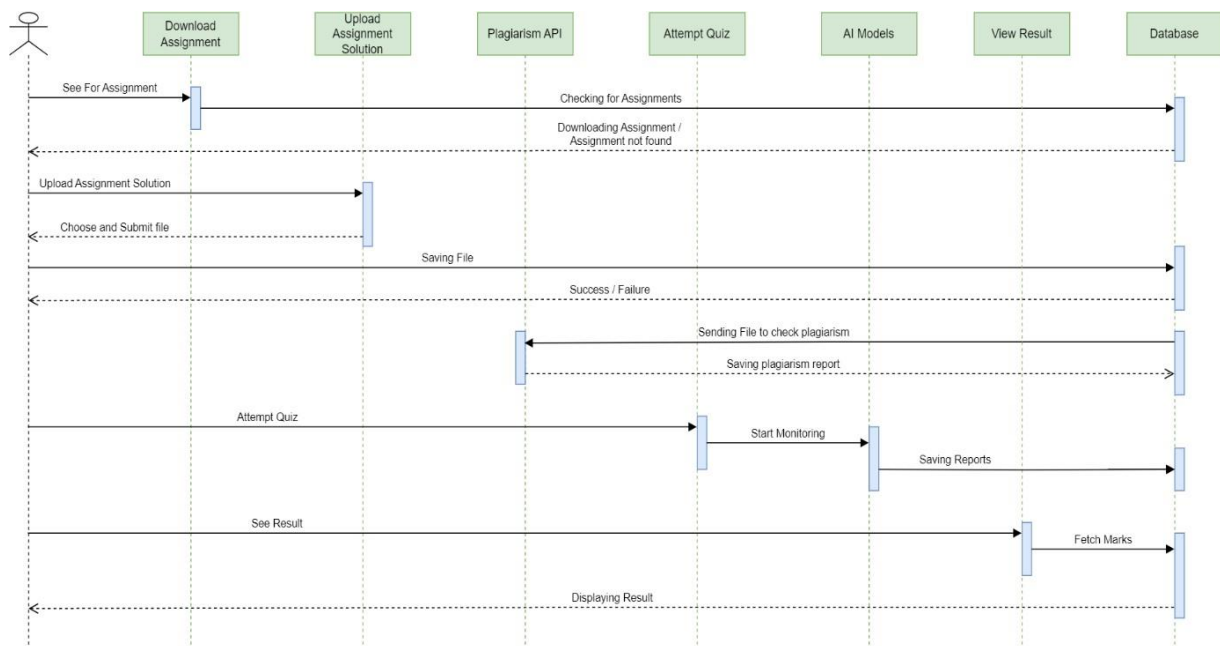 Download
Assignment
Upload
Assignment
Solution
Plagiarism API
Attempt Quiz
AI Models
View Result
Database
See For Assignment
Checking for Assignments
Downloading Assignment /
Assignment not found
Upload Assignment Solution
Choose and Submit file
Saving File
Success / Failure
Sending File to check plagiarism
Saving plagiarism report
Attempt Quiz
Start Monitoring
Saving Reports
See Result
Fetch Marks
Displaying Result